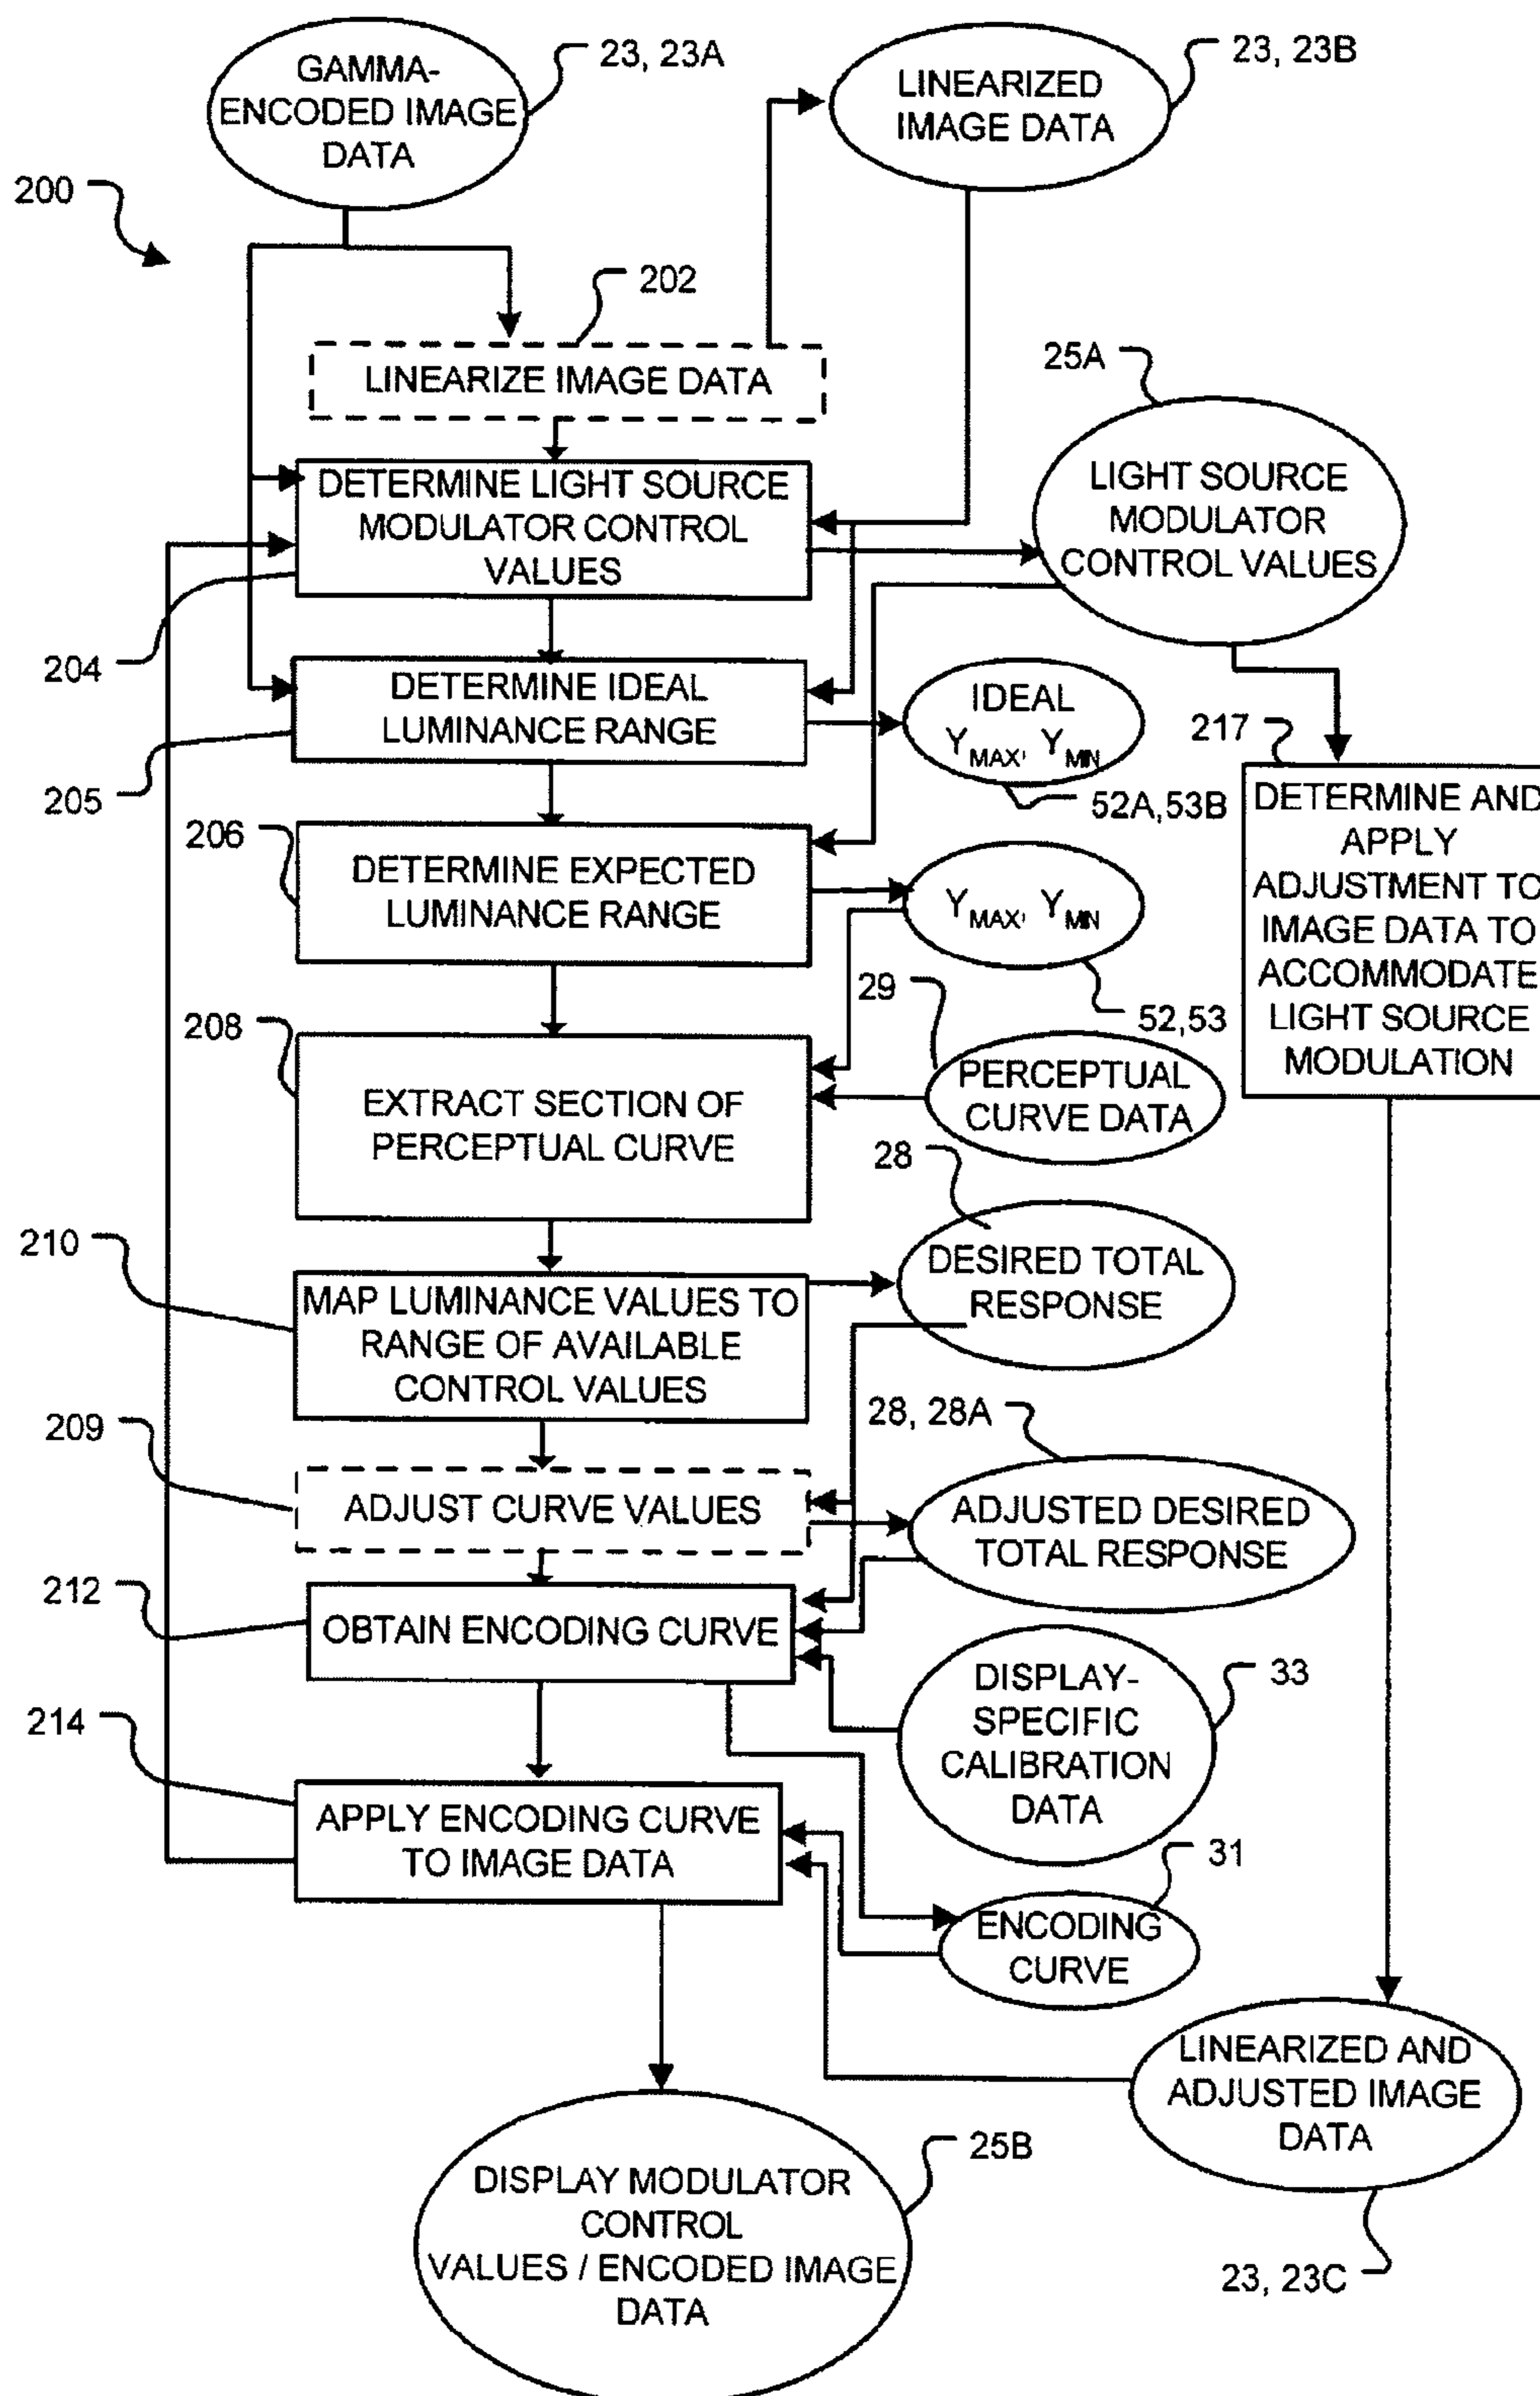 GAMMA-
ENCODED IMAGE
DATA
23, 23A
LINEARIZED
IMAGE DATA
23, 23B
200
202
LINEARIZE IMAGE DATA
25A
DETERMINE LIGHT SOURCE
MODULATOR CONTROL
VALUES
LIGHT SOURCE
MODULATOR
CONTROL VALUES
204
DETERMINE IDEAL
LUMINANCE RANGE
IDEAL
YMAX, YMIN
52A,53B
205
217
DETERMINE AND
APPLY
ADJUSTMENT TO
IMAGE DATA TO
ACCOMMODATE
LIGHT SOURCE
MODULATION
206
DETERMINE EXPECTED
LUMINANCE RANGE
YMAX, YMIN
52,53
29
208
EXTRACT SECTION OF
PERCEPTUAL CURVE
PERCEPTUAL
CURVE DATA
28
210
MAP LUMINANCE VALUES TO
RANGE OF AVAILABLE
CONTROL VALUES
DESIRED TOTAL
RESPONSE
28, 28A
209
ADJUST CURVE VALUES
ADJUSTED DESIRED
TOTAL RESPONSE
212
OBTAIN ENCODING CURVE
DISPLAY-
SPECIFIC
CALIBRATION
DATA
33
214
APPLY ENCODING CURVE
TO IMAGE DATA
31
ENCODING
CURVE
LINEARIZED AND
ADJUSTED IMAGE
DATA
23, 23C
DISPLAY MODULATOR
CONTROL
VALUES / ENCODED IMAGE
DATA
25B